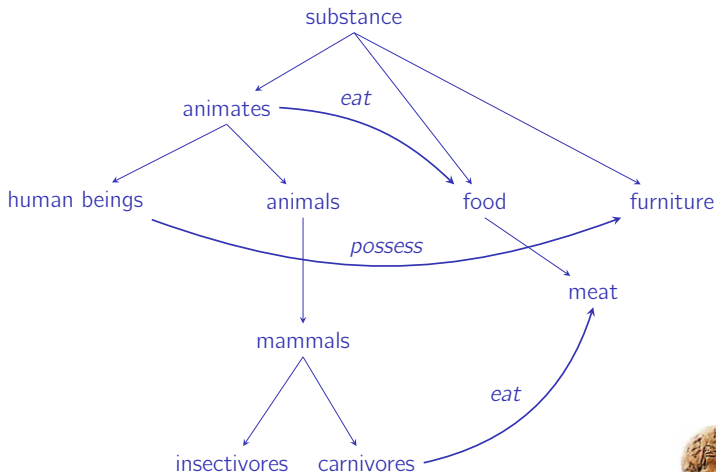 substance
eat
animates
human beings
animals
food
furniture
possess
meat
mammals
eat
insectivores
carnivores